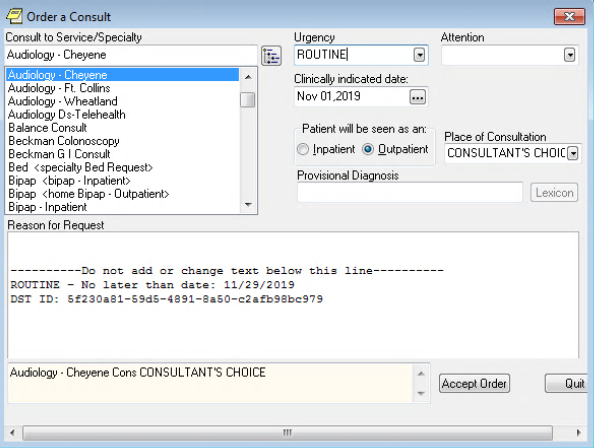 Order a Consult
Consult to Service/Specialty
Audiology - Cheyene
Audiology - Cheyene
Audiology - Ft. Collins
Audiology - Wheatland
Audiology Ds-Telehealth
Balance Consult
Beckman Colonoscopy
Beckman G I Consult
Bed <specialty Bed Request>
Bipap <bipap - Inpatient>
Bipap <home Bipap - Outpatient>
Bipap - Inpatient
Urgency
ROUTINE
Attention
Clinically indicated date:
Nov 01,2019
...
Patient will be seen as an:
Inpatient
Outpatient
Place of Consultation
CONSULTANT'S CHOIC
Provisional Diagnosis
Lexicon
Reason for Request
----------Do not add or change text below this line----------
ROUTINE - No later than date: 11/29/2019
DST ID: 5f230a81-59d5-4891-8a50-c2afb98bc979
Audiology - Cheyene Cons CONSULTANT'S CHOICE
Accept Order
Quit